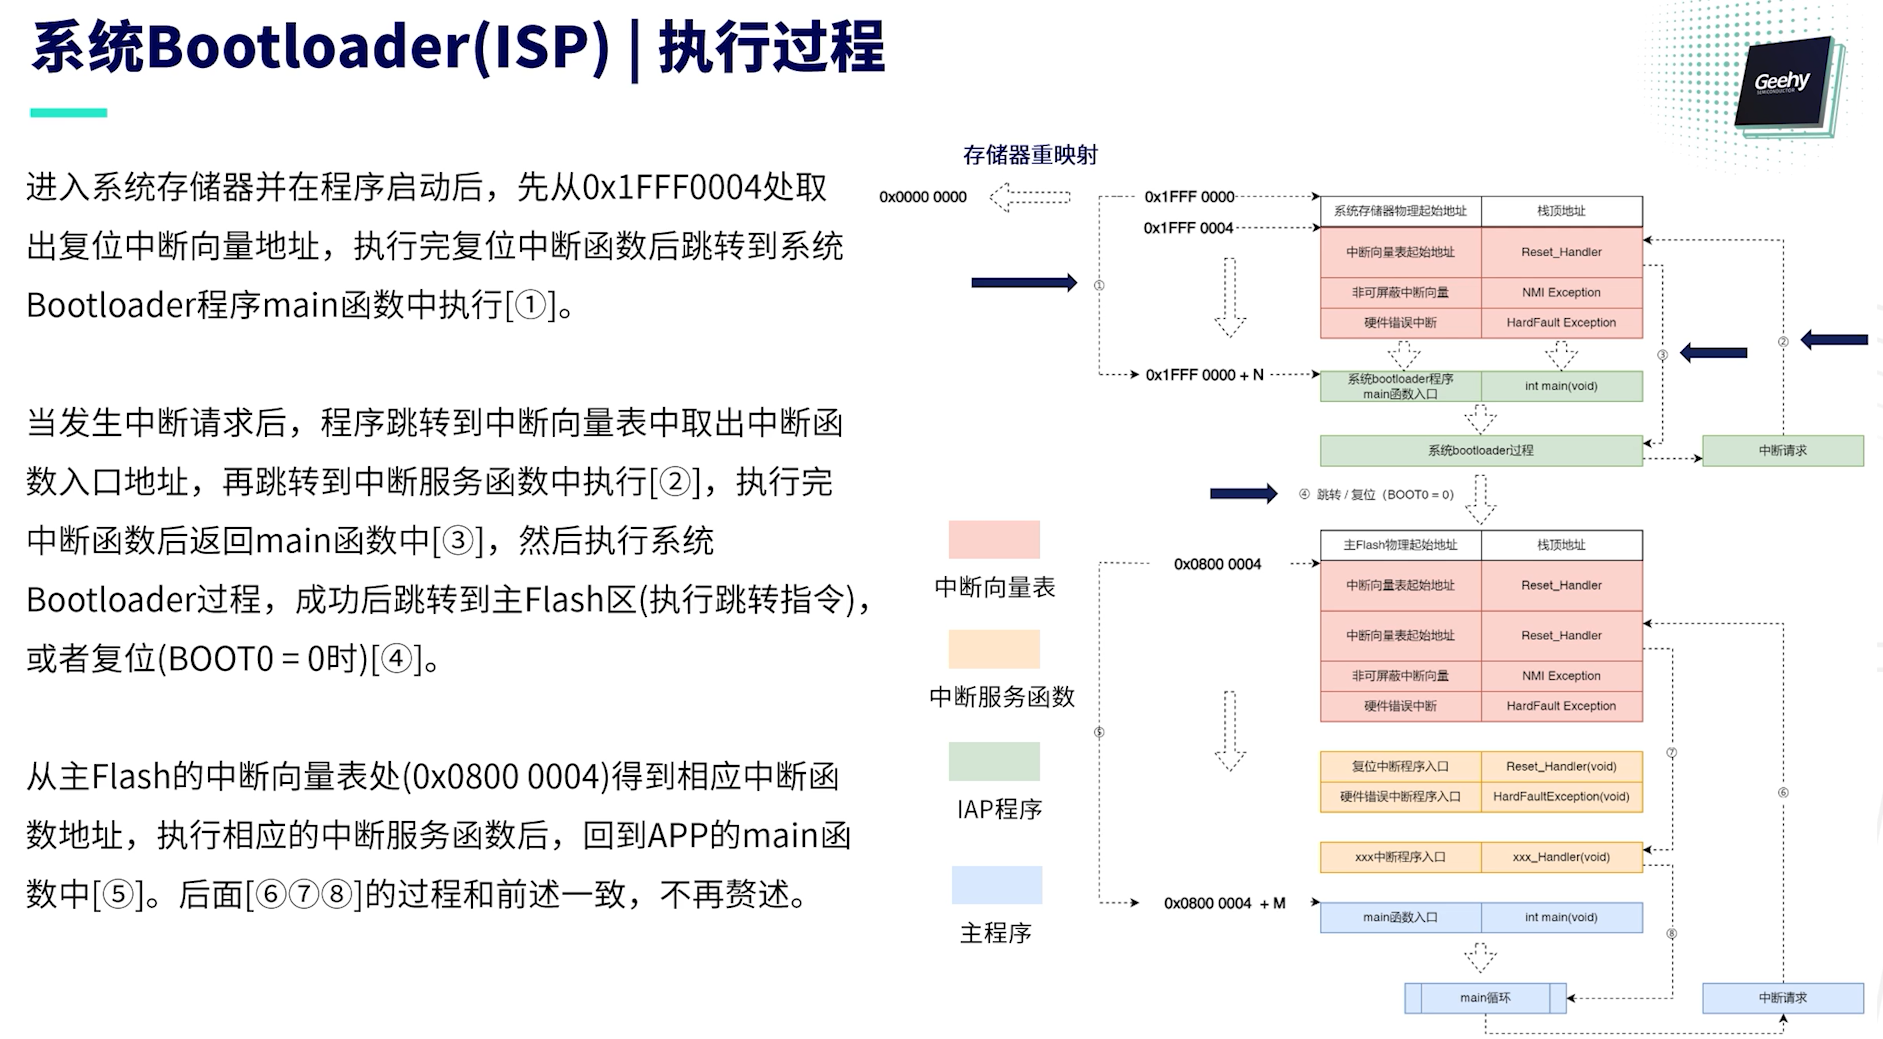 系统Bootloader(ISP) | 执行过程
Geehy
SEMICONDUCTOR
进入系统存储器并在程序启动后，先从0x1FFF0004处取
出复位中断向量地址，执行完复位中断函数后跳转到系统
Bootloader程序main函数中执行[①]。
当发生中断请求后，程序跳转到中断向量表中取出中断函
数入口地址，再跳转到中断服务函数中执行[②]，执行完
中断函数后返回main函数中[③]，然后执行系统
Bootloader过程，成功后跳转到主Flash区(执行跳转指令)，
或者复位(BOOT0 = 0时)[④]。
从主Flash的中断向量表处(0x0800 0004)得到相应中断函
数地址，执行相应的中断服务函数后，回到APP的main函
数中[⑤]。后面[⑥⑦⑧]的过程和前述一致，不再赘述。
存储器重映射
0x0000 0000
0x1FFF 0000
系统存储器物理起始地址 栈顶地址
0x1FFF 0004
中断向量表起始地址 Reset_Handler
①
非可屏蔽中断向量 NMI Exception
硬件错误中断 HardFault Exception
②
③
0x1FFF 0000 + N
系统bootloader程序
main函数入口
int main(void)
系统bootloader过程
中断请求
④ 跳转 / 复位（BOOT0 = 0）
主Flash物理起始地址 栈顶地址
0x0800 0004
中断向量表起始地址 Reset_Handler
中断向量表起始地址 Reset_Handler
非可屏蔽中断向量 NMI Exception
硬件错误中断 HardFault Exception
⑤
⑦
复位中断程序入口 Reset_Handler(void)
硬件错误中断程序入口 HardFaultException(void)
⑥
xxx中断程序入口 xxx_Handler(void)
0x0800 0004 + M
main函数入口 int main(void)
⑧
main循环
中断请求
中断向量表
中断服务函数
IAP程序
主程序